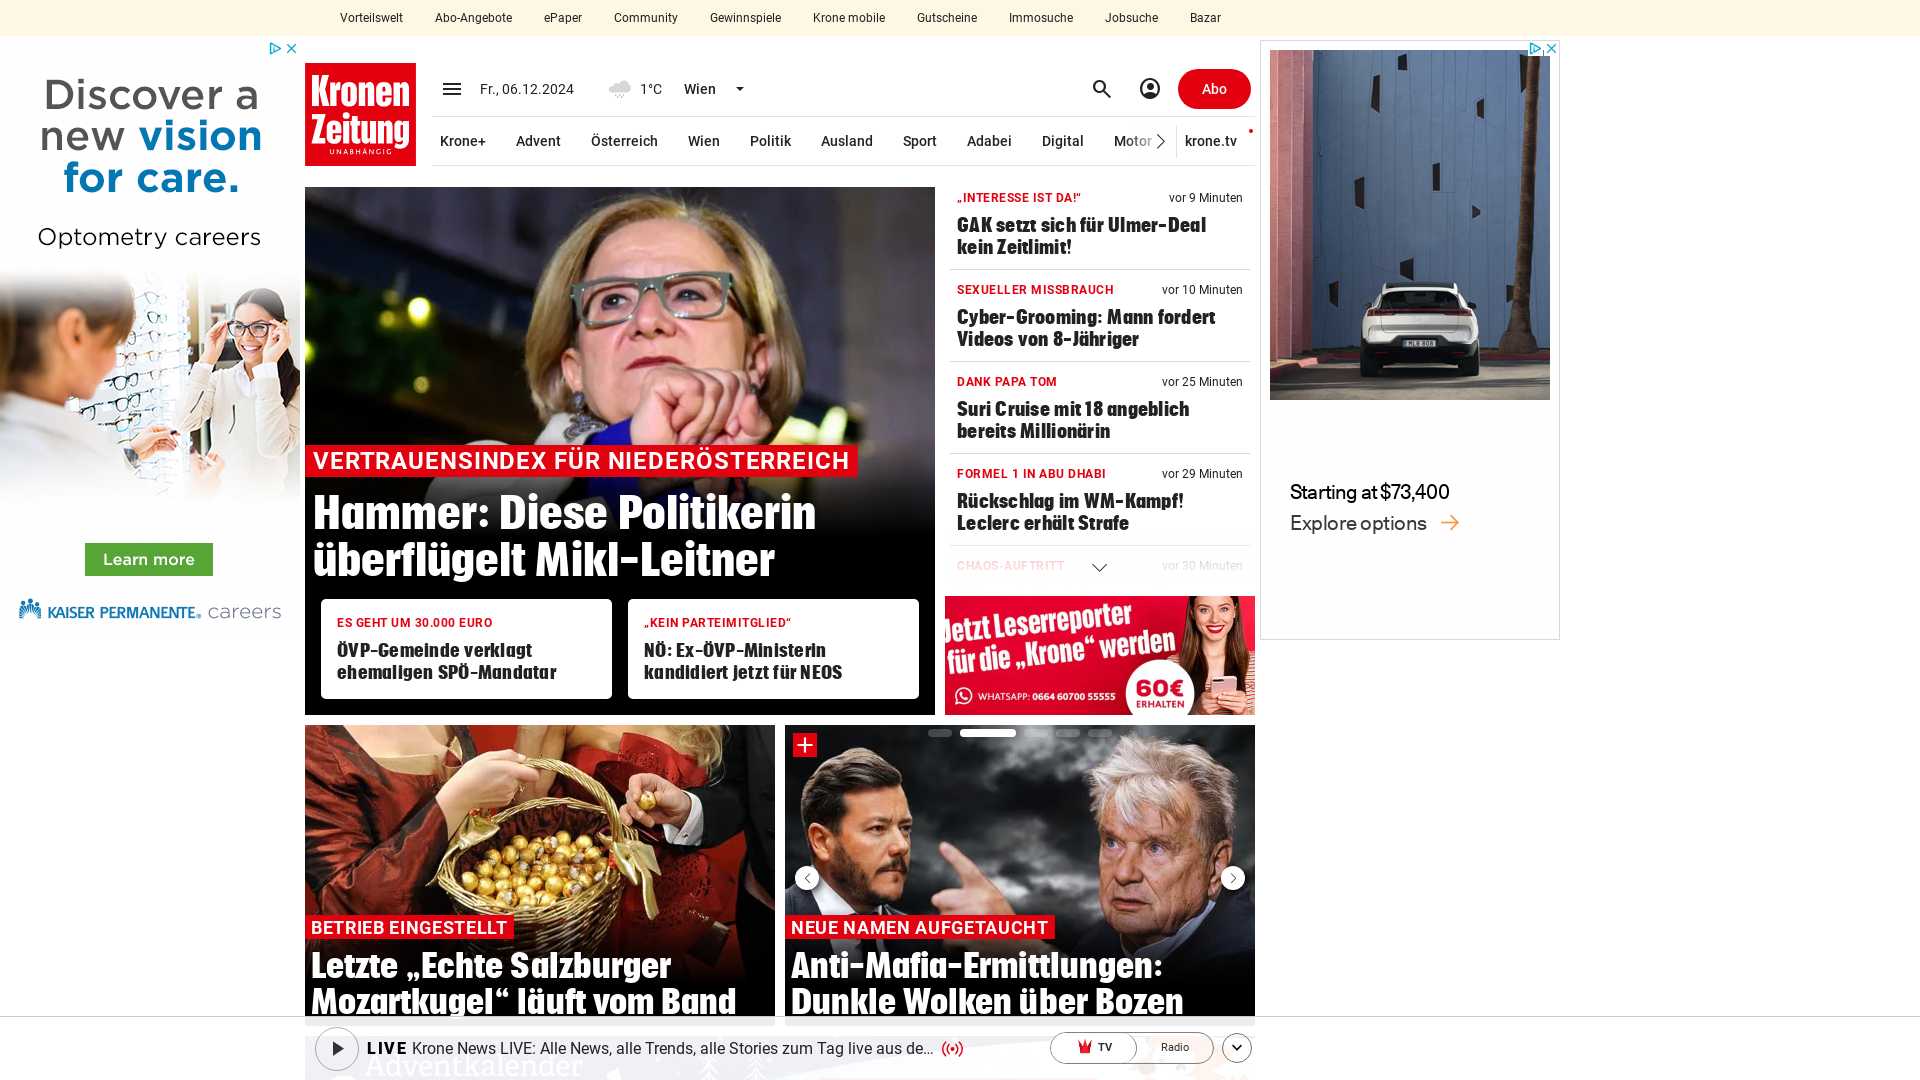 Vorteilswelt
Abo-Angebote
ePaper
Community
Gewinnspiele
Krone mobile
Gutscheine
Immosuche
Jobsuche
Bazar
Discover a
new vision
for care.
Optometry careers
Learn more
KAISER PERMANENTE® careers
Kronen
Zeitung
UNABHÄNGIG
Fr., 06.12.2024
1°C
Wien
Abo
Krone+
Advent
Österreich
Wien
Politik
Ausland
Sport
Adabei
Digital
Motor
krone.tv
VERTRAUENSINDEX FÜR NIEDERÖSTERREICH
Hammer: Diese Politikerin
überflügelt Mikl-Leitner
ES GEHT UM 30.000 EURO
ÖVP-Gemeinde verklagt
ehemaligen SPÖ-Mandatar
„KEIN PARTEIMITGLIED“
NÖ: Ex-ÖVP-Ministerin
kandidiert jetzt für NEOS
„INTERESSE IST DA!“
vor 9 Minuten
GAK setzt sich für Ulmer-Deal
kein Zeitlimit!
SEXUELLER MISSBRAUCH
vor 10 Minuten
Cyber-Grooming: Mann fordert
Videos von 8-Jähriger
DANK PAPA TOM
vor 25 Minuten
Suri Cruise mit 18 angeblich
bereits Millionärin
FORMEL 1 IN ABU DHABI
vor 29 Minuten
Rückschlag im WM-Kampf!
Leclerc erhält Strafe
CHAOS-AUFTRITT
vor 30 Minuten
Jetzt Leserreporter
für die „Krone“ werden
WHATSAPP: 0664 60700 55555
60€
ERHALTEN
Starting at $73,400
Explore options
BETRIEB EINGESTELLT
Letzte „Echte Salzburger
Mozartkugel“ läuft vom Band
NEUE NAMEN AUFGETAUCHT
Anti-Mafia-Ermittlungen:
Dunkle Wolken über Bozen
LIVE Krone News LIVE: Alle News, alle Trends, alle Stories zum Tag live aus de...
TV
Radio
Adventkalender